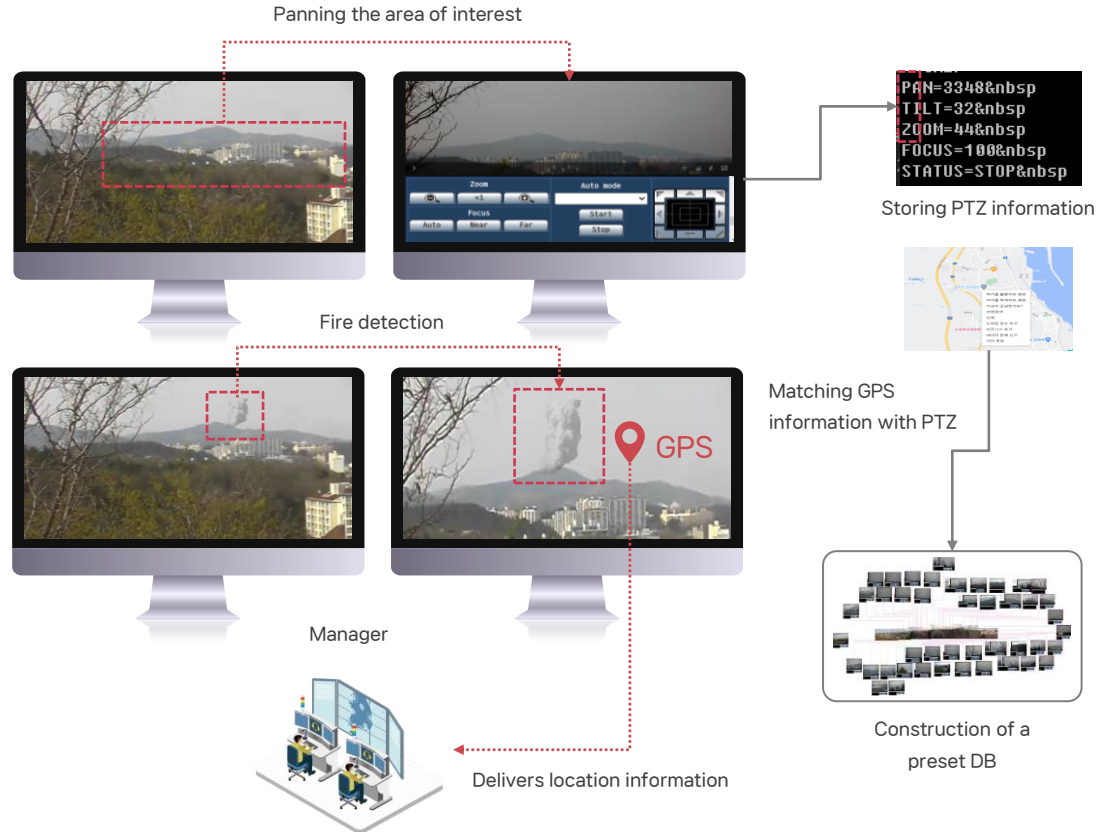 Panning the area of interest
Zoom
×1
Focus
Auto
Near
Far
Auto mode
Start
Stop
PAN=3348&nbsp
TILT=32&nbsp
ZOOM=44&nbsp
FOCUS=100&nbsp
STATUS=STOP&nbsp
Storing PTZ information
Fire detection
GPS
Matching GPS
information with PTZ
Manager
Delivers location information
Construction of a
preset DB